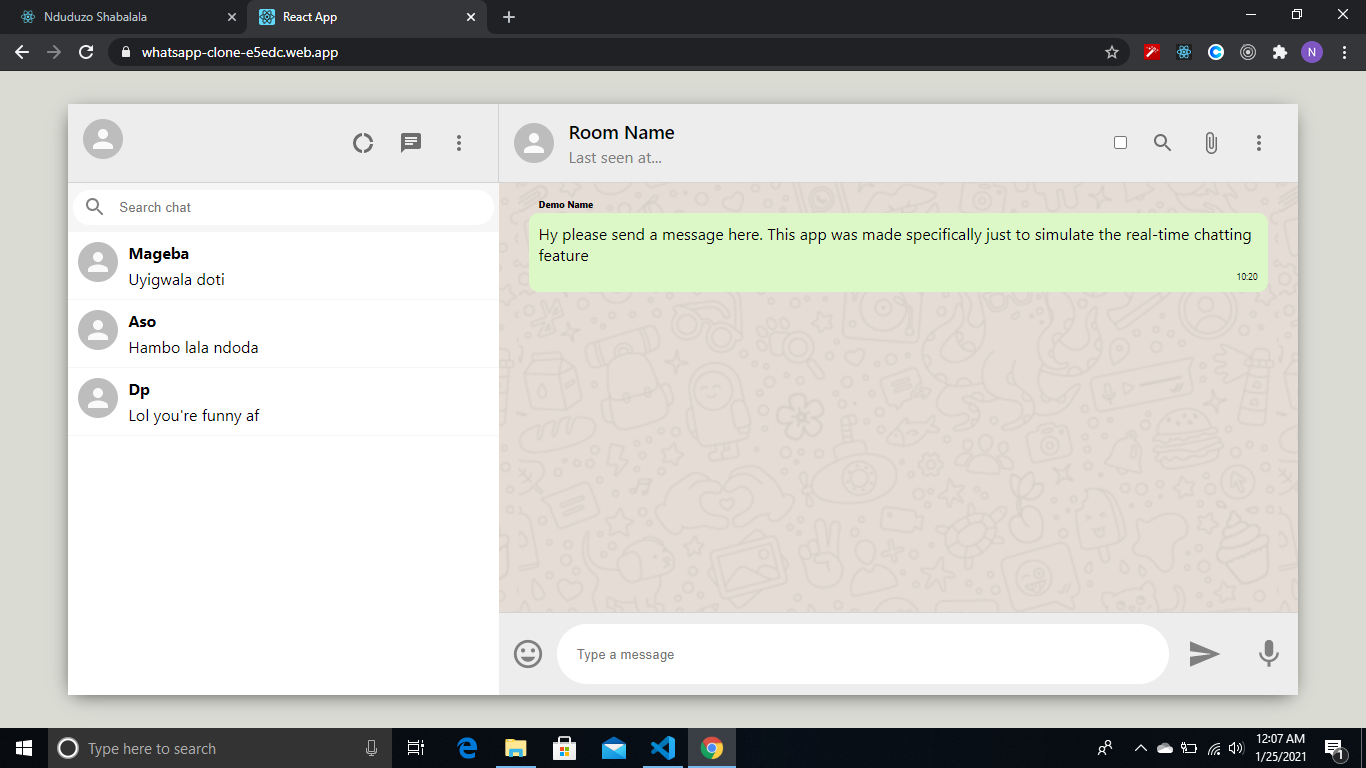 Nduduzo Shabalala
React App
whatsapp-clone-e5edc.web.app
N
Room Name
Last seen at...
Search chat
Mageba
Uyigwala doti
Aso
Hambo lala ndoda
Dp
Lol you're funny af
Demo Name
Hy please send a message here. This app was made specifically just to simulate the real-time chatting
feature
10:20
Type a message
Type here to search
12:07 AM
1/25/2021
1